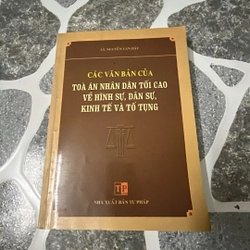 CÁC VĂN BẢN CỦA
TOÀ ÁN NHÂN DÂN TỐI CAO
VỀ HÌNH SỰ, DÂN SỰ,
KINH TẾ VÀ TỐ TỤNG
TP
NHÀ XUẤT BẢN TƯ PHÁP